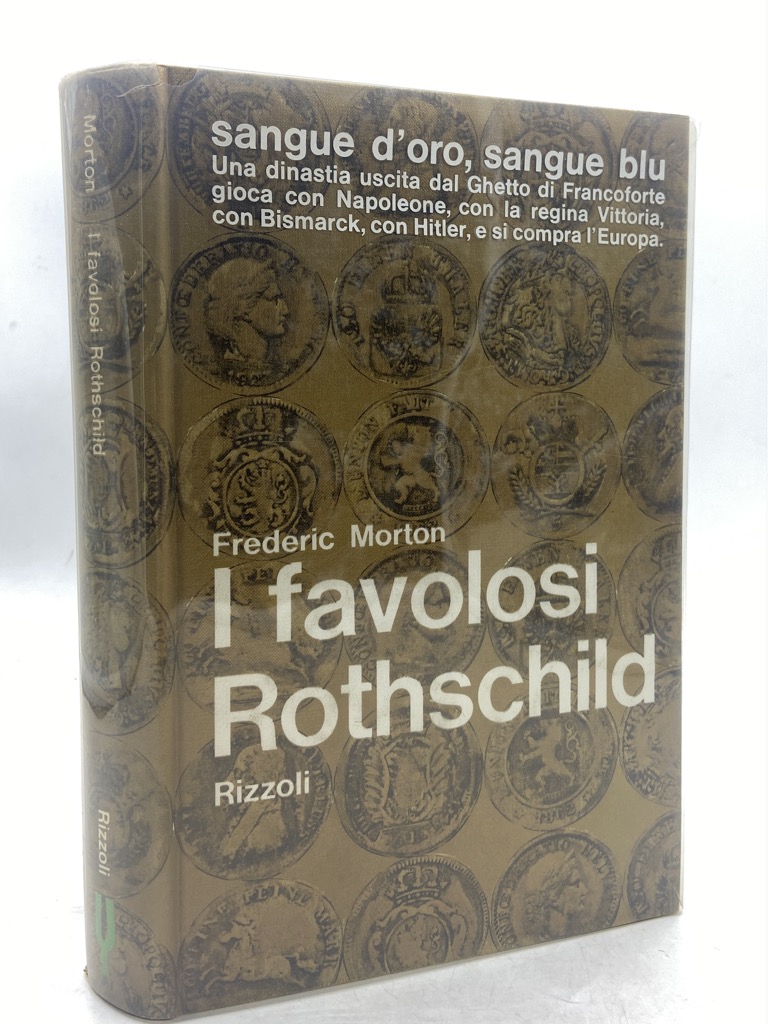 sangue d'oro, sangue blu
Una dinastia uscita dal Ghetto di Francoforte
gioca con Napoleone, con la regina Vittoria,
con Bismarck, con Hitler, e si compra l'Europa.
Frederic Morton
I favolosi
Rothschild
Rizzoli
Morton I favolosi Rothschild
Rizzoli